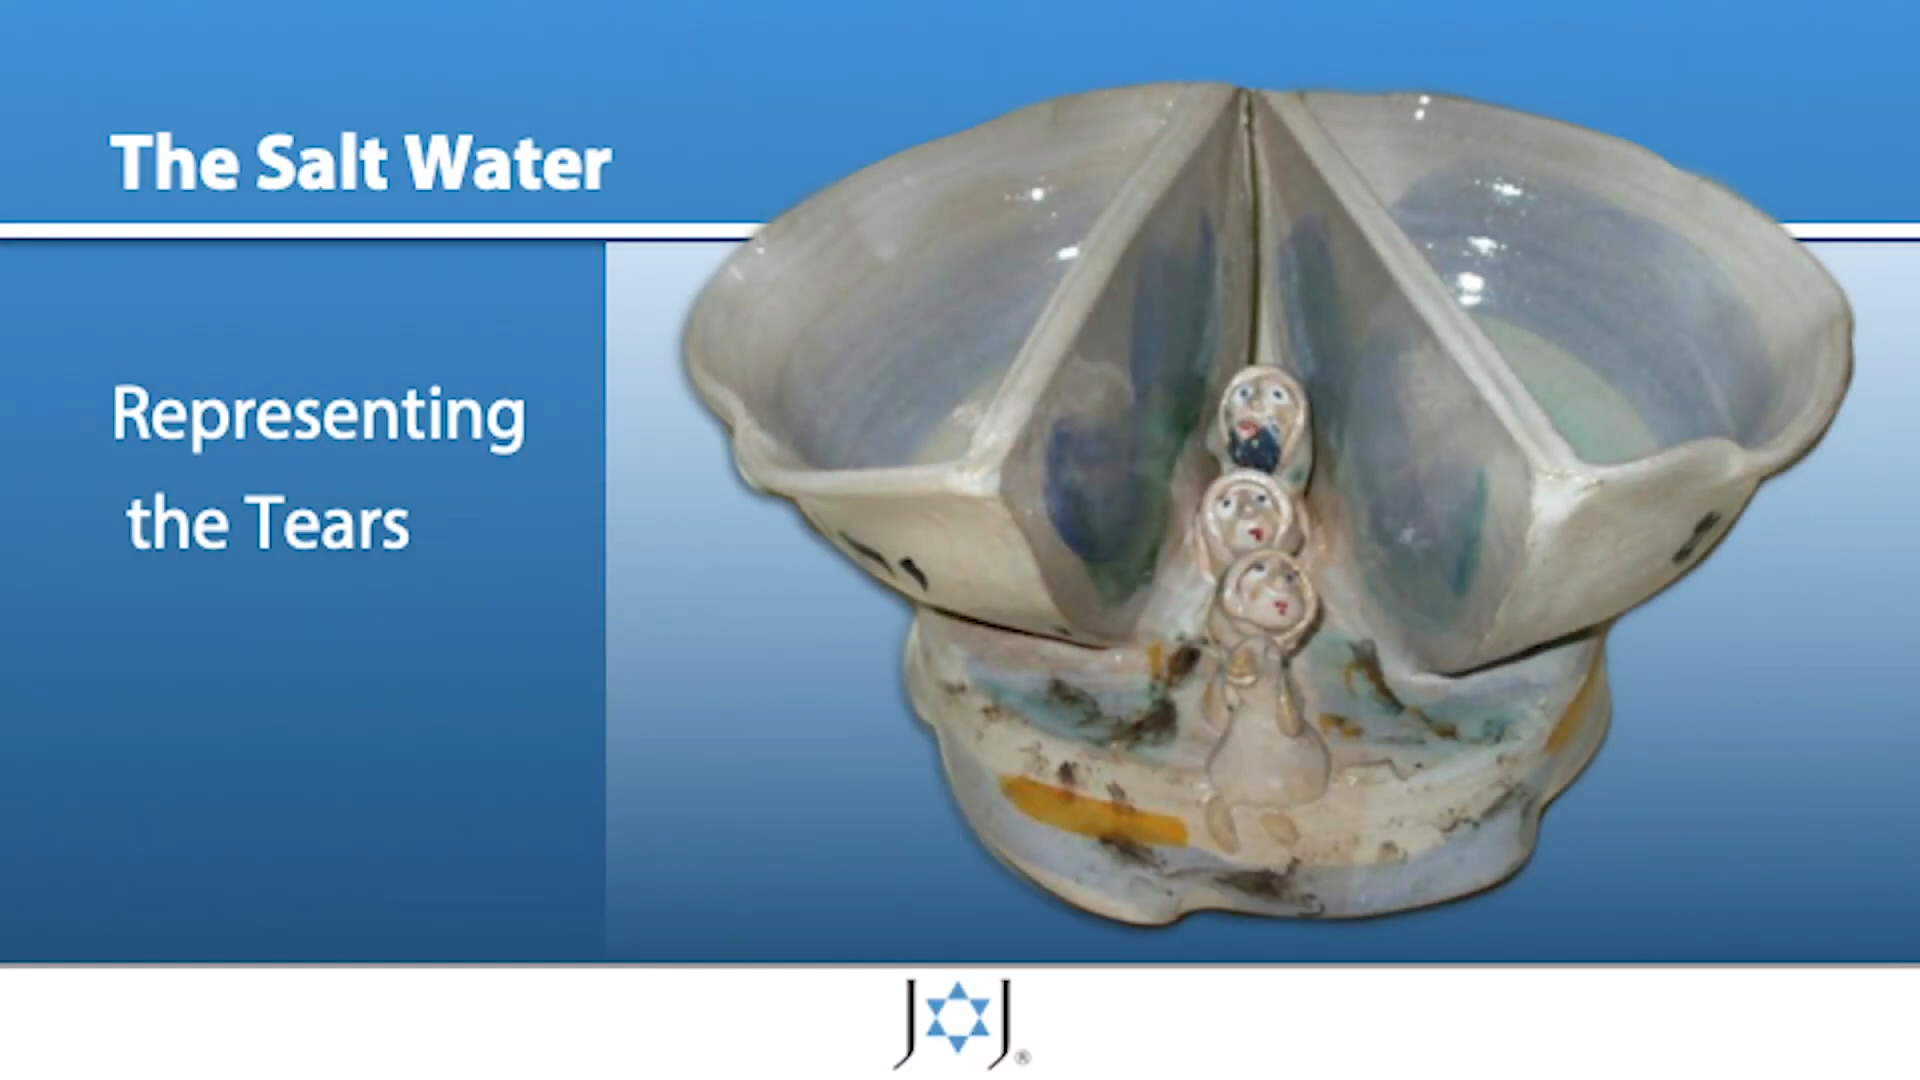 The Salt Water
Representing
the Tears
J✡J®